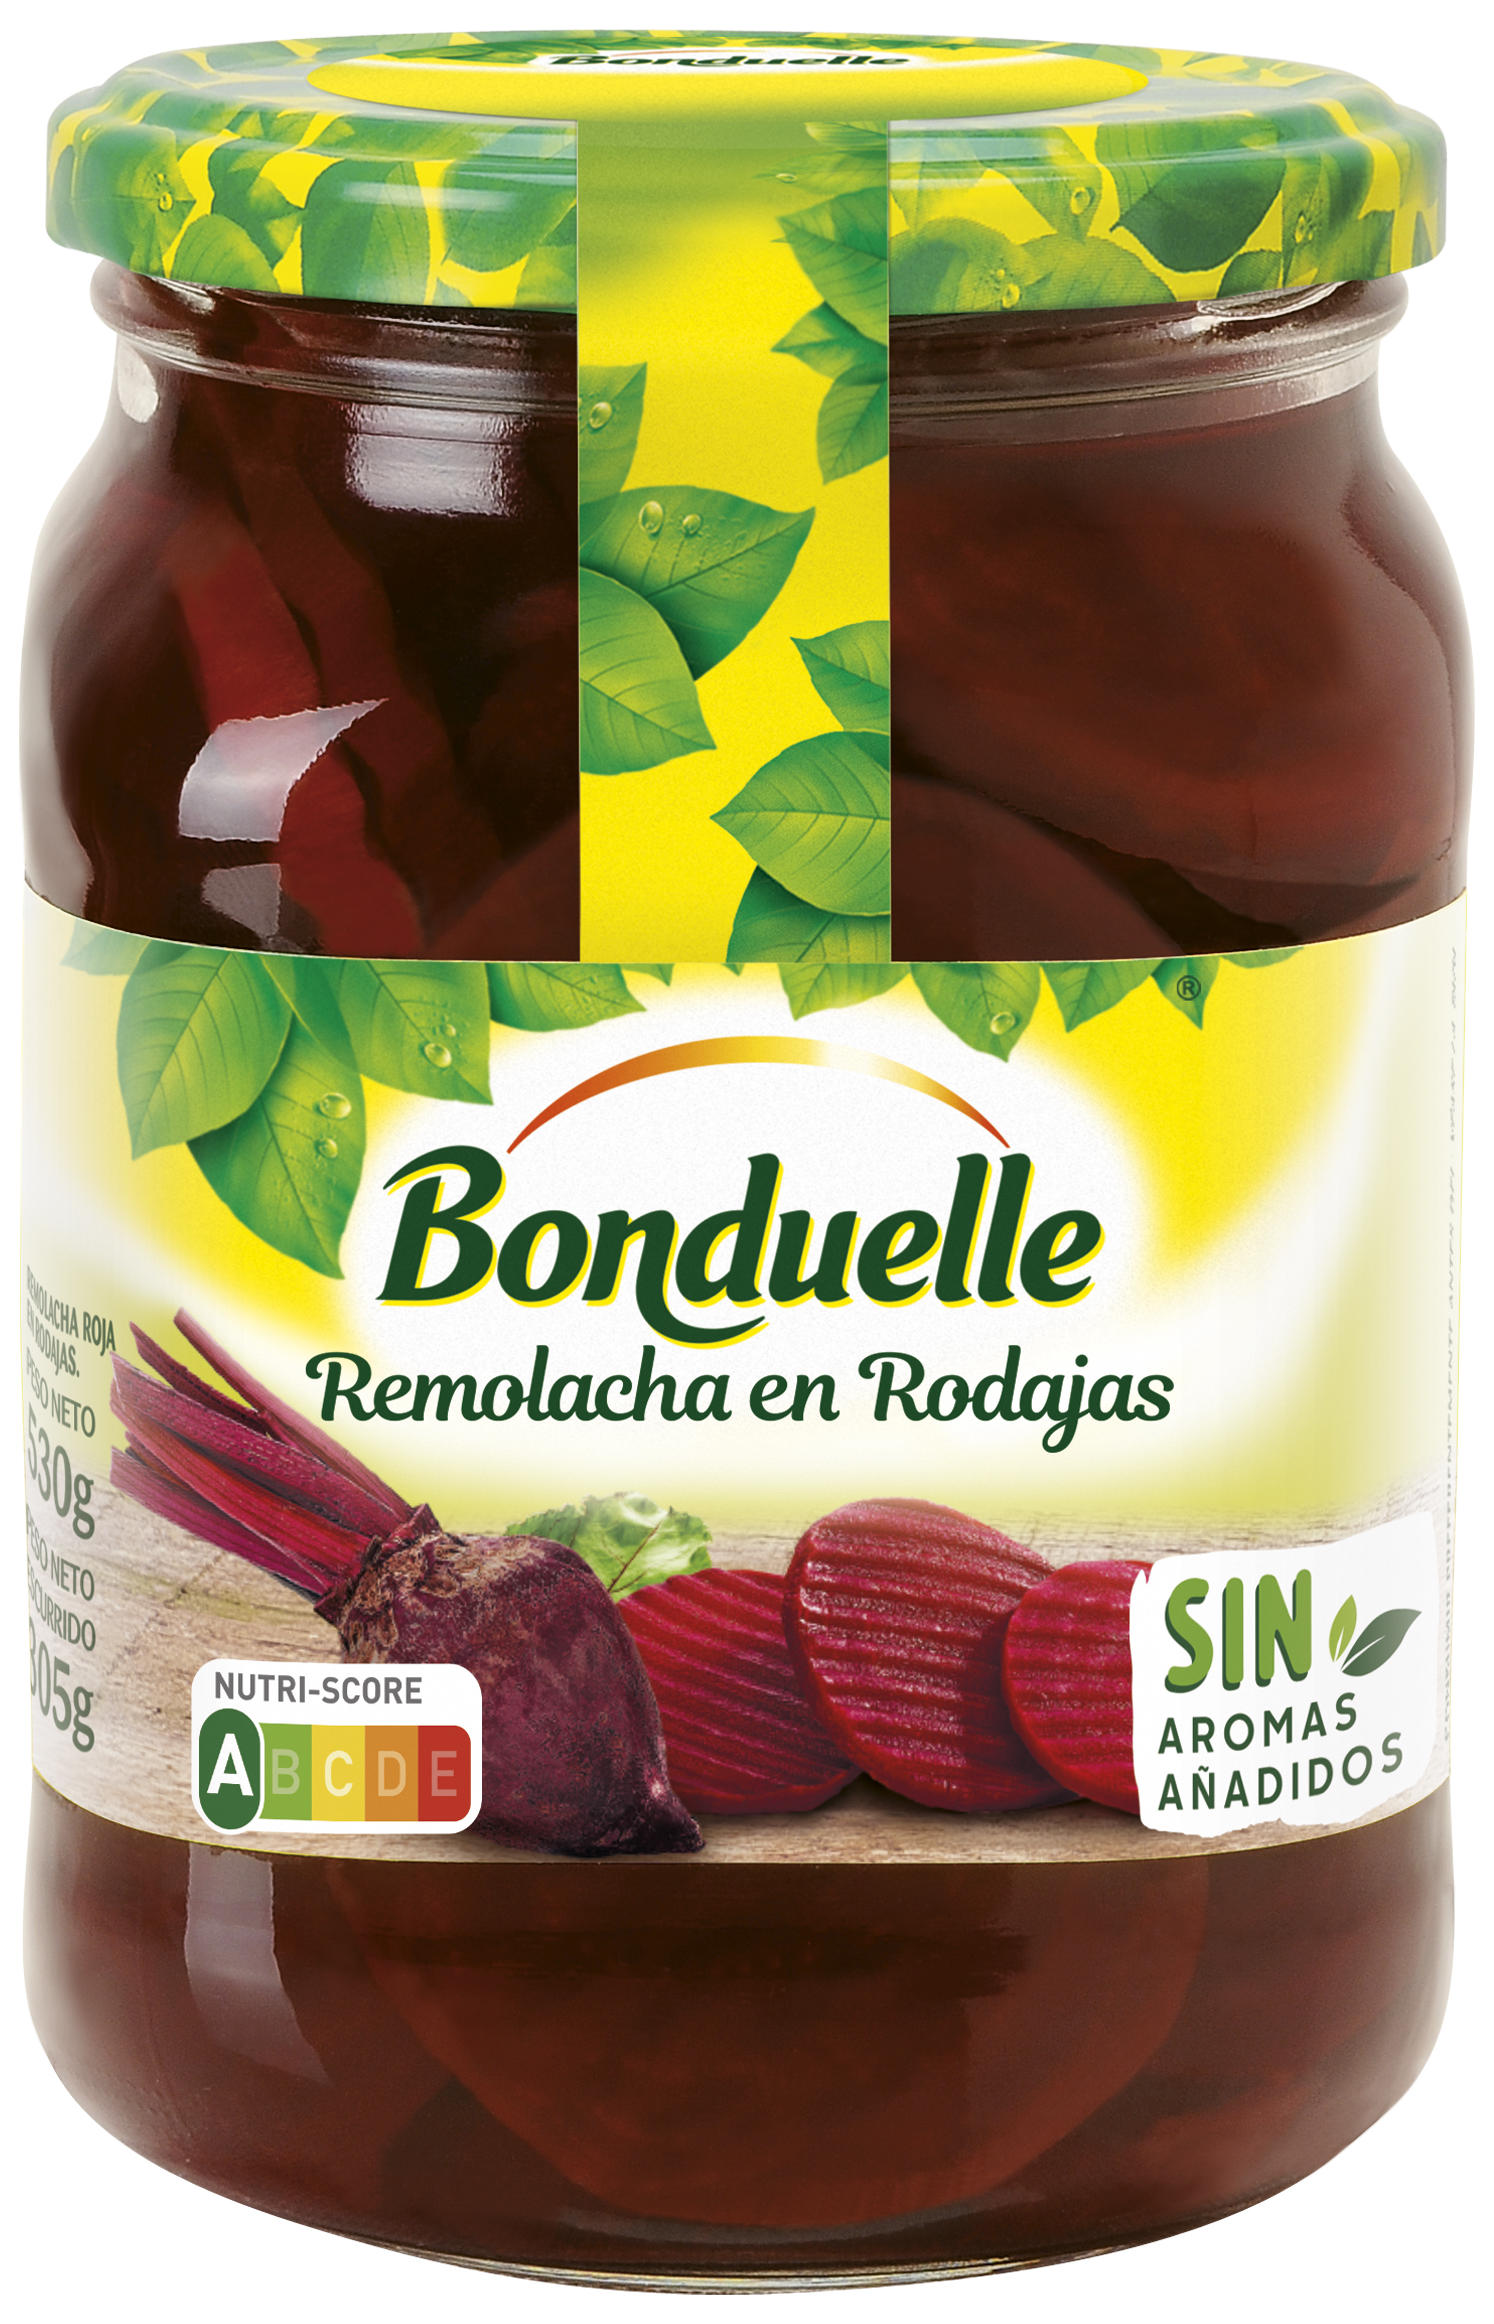 Bonduelle
®
Bonduelle
Remolacha en Rodajas
REMOLACHA ROJA
EN RODAJAS.
PESO NETO
530g
PESO NETO
ESCURRIDO
305g
NUTRI-SCORE
A B C D E
SIN
AROMAS
AÑADIDOS